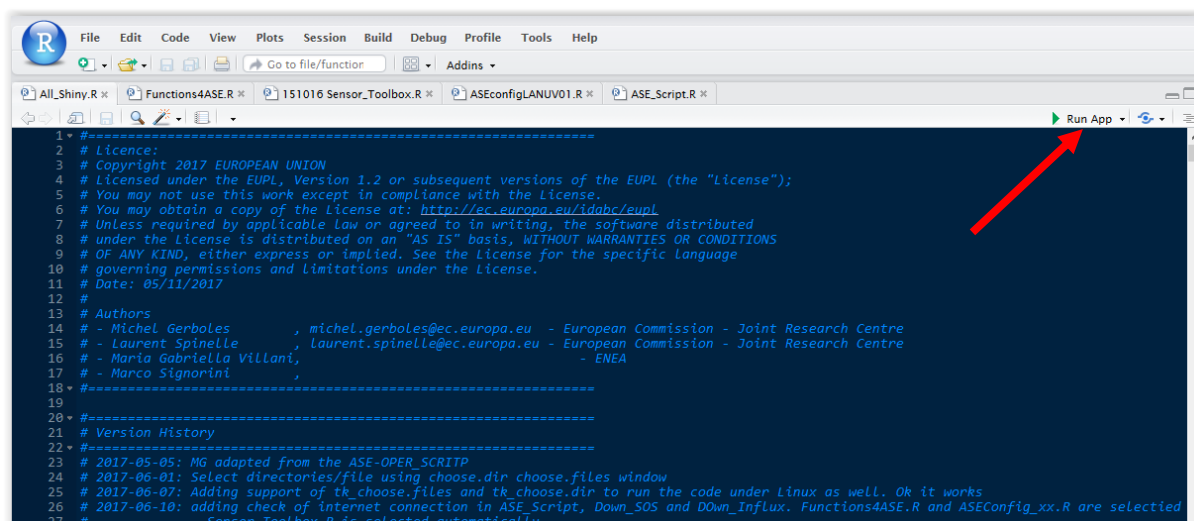 R File Edit Code View Plots Session Build Debug Profile Tools Help
Go to file/function Addins
All_Shiny.R × Functions4ASE.R × 151016 Sensor_Toolbox.R × ASEconfigLANUV01.R × ASE_Script.R ×
Run App
1 #================================================================
2 # Licence:
3 # Copyright 2017 EUROPEAN UNION
4 # Licensed under the EUPL, Version 1.2 or subsequent versions of the EUPL (the "License");
5 # You may not use this work except in compliance with the License.
6 # You may obtain a copy of the License at: http://ec.europa.eu/idabc/eupl
7 # Unless required by applicable law or agreed to in writing, the software distributed
8 # under the License is distributed on an "AS IS" basis, WITHOUT WARRANTIES OR CONDITIONS
9 # OF ANY KIND, either express or implied. See the License for the specific language
10 # governing permissions and limitations under the License.
11 # Date: 05/11/2017
12 #
13 # Authors
14 # - Michel Gerboles , michel.gerboles@ec.europa.eu - European Commission - Joint Research Centre
15 # - Laurent Spinelle , laurent.spinelle@ec.europa.eu - European Commission - Joint Research Centre
16 # - Maria Gabriella Villani, - ENEA
17 # - Marco Signorini ,
18 #================================================================
19
20 #================================================================
21 # Version History
22 #================================================================
23 # 2017-05-05: MG adapted from the ASE-OPER_SCRITP
24 # 2017-06-01: Select directories/file using choose.dir choose.files window
25 # 2017-06-07: Adding support of tk_choose.files and tk_choose.dir to run the code under Linux as well. Ok it works
26 # 2017-06-10: adding check of internet connection in ASE_Script, Down_SOS and DOwn_InfLux. Functions4ASE.R and ASEConfig_xx.R are selectied
27 # Sensor_Toolbox.R is selected automatically